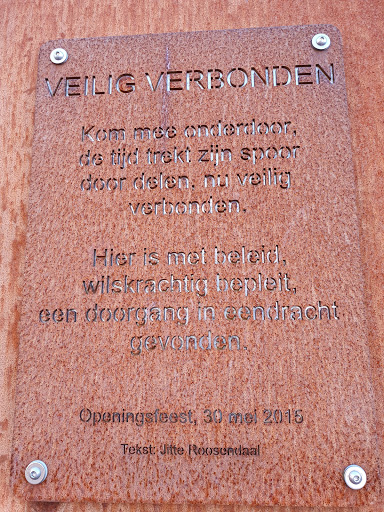 VEILIG VERBONDEN
Kom mee onderdoor,
de tijd trekt zijn spoor
door delen, nu veilig
verbonden.
Hier is met beleid,
wilskrachtig bepleit,
een doorgang in eendracht
gevonden.
Openingsfeest, 30 mei 2015
Tekst: Jitte Roosendaal